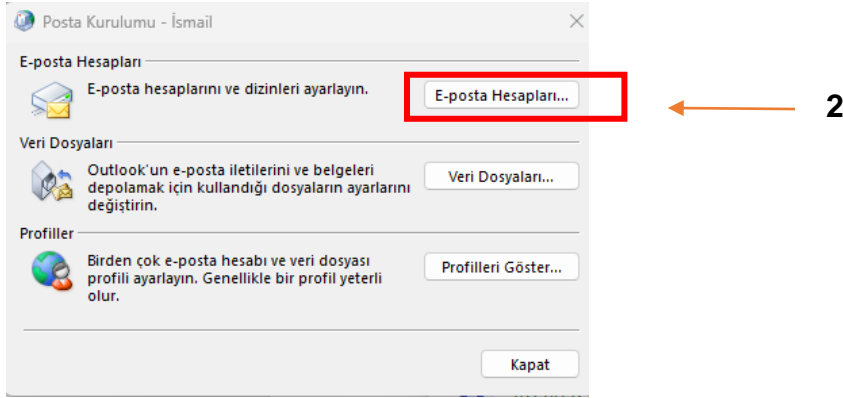 Posta Kurulumu - İsmail
E-posta Hesapları
E-posta hesaplarını ve dizinleri ayarlayın.
E-posta Hesapları...
2
Veri Dosyaları
Outlook'un e-posta iletilerini ve belgeleri
depolamak için kullandığı dosyaların ayarlarını
değiştirin.
Veri Dosyaları...
Profiller
Birden çok e-posta hesabı ve veri dosyası
profili ayarlayın. Genellikle bir profil yeterli
olur.
Profilleri Göster...
Kapat